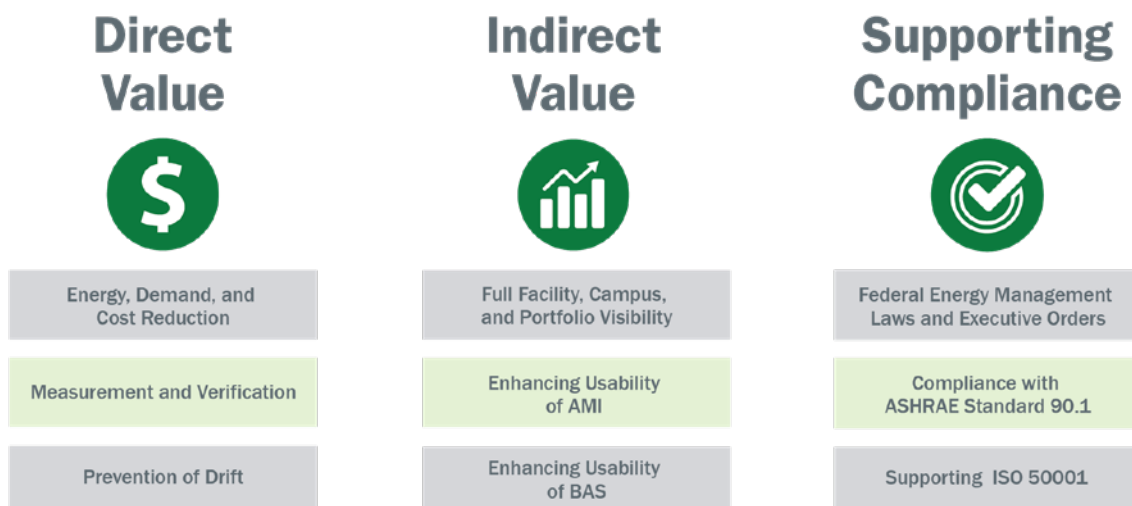 Direct
Value
Energy, Demand, and
Cost Reduction
Measurement and Verification
Prevention of Drift
Indirect
Value
Full Facility, Campus,
and Portfolio Visibility
Enhancing Usability
of AMI
Enhancing Usability
of BAS
Supporting
Compliance
Federal Energy Management
Laws and Executive Orders
Compliance with
ASHRAE Standard 90.1
Supporting ISO 50001